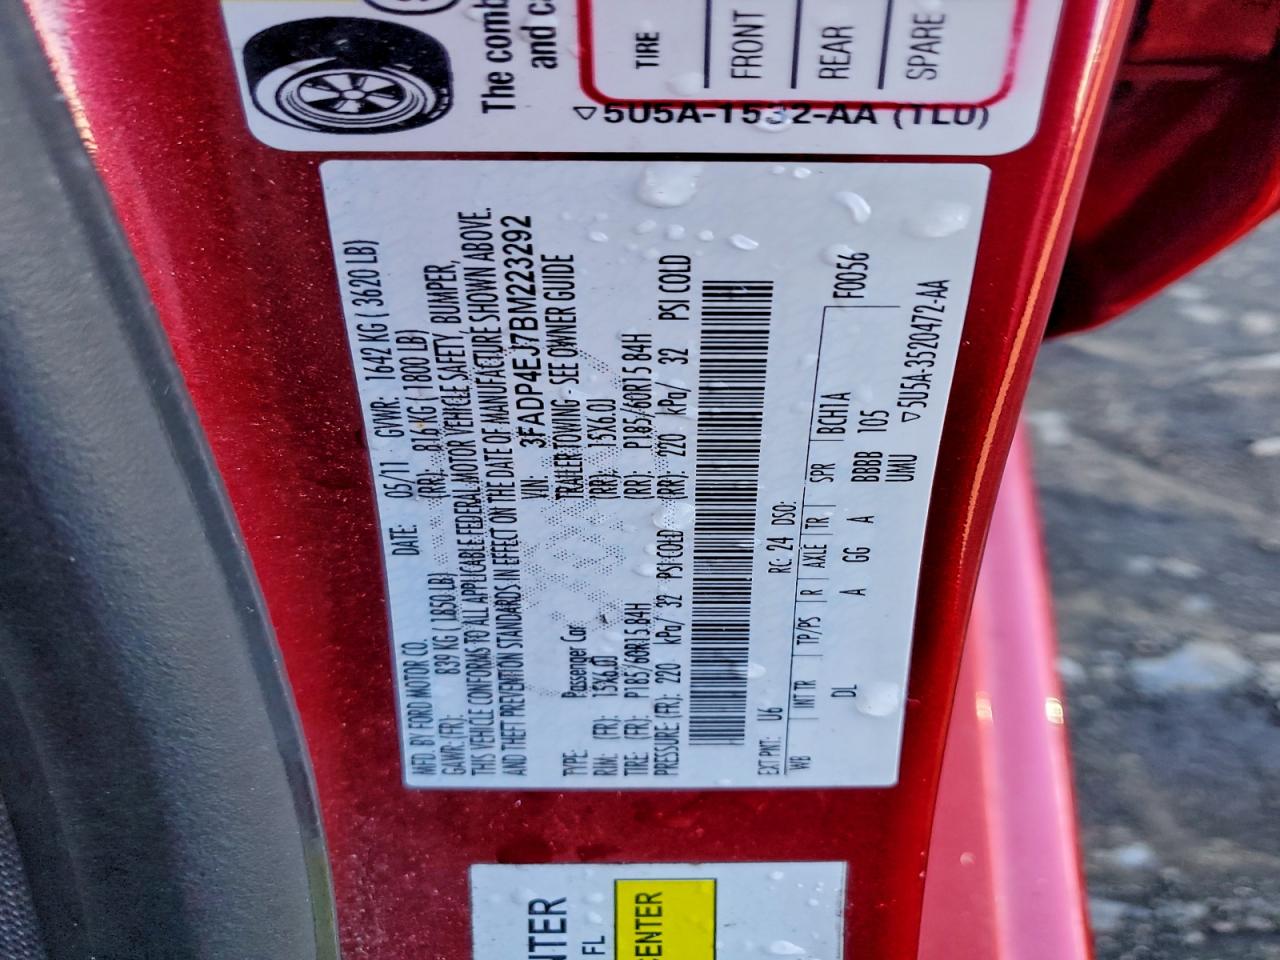 The comb
and ca
TIRE
FRONT
REAR
SPARE
5U5A-1532-AA (TLU)
MFD. BY FORD MOTOR CO. DATE: 05/11 GVWR: 1642 KG ( 3620 LB)
GAWR: (FR): 839 KG ( 1850 LB) (RR): 816 KG ( 1800 LB)
THIS VEHICLE CONFORMS TO ALL APPLICABLE FEDERAL MOTOR VEHICLE SAFETY, BUMPER,
AND THEFT PREVENTION STANDARDS IN EFFECT ON THE DATE OF MANUFACTURE SHOWN ABOVE.
VIN: 3FADP4EJ7BM223292
TYPE: Passenger Car TRAILER TOWING - SEE OWNER GUIDE
RIM: (FR): 15X6.0J (RR): 15X6.0J
TIRE: (FR): P185/60R15 84H (RR): P185/60R15 84H
PRESSURE: (FR): 220 kPa/ 32 PSI COLD (RR): 220 kPa/ 32 PSI COLD
EXT PNT: U6 RC: 24 DSO:
WB INT TR TP/PS R AXLE TR SPR BCH1A F0056
DL A GG A BBBB 105
UMU
5U5A-3520472-AA
NTER
FL
CENTER